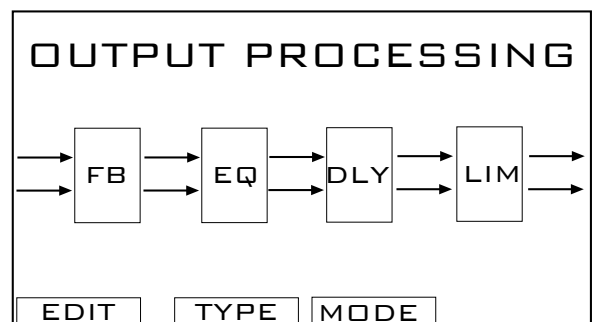 OUTPUT PROCESSING
FB EQ DLY LIM
EDIT TYPE MODE